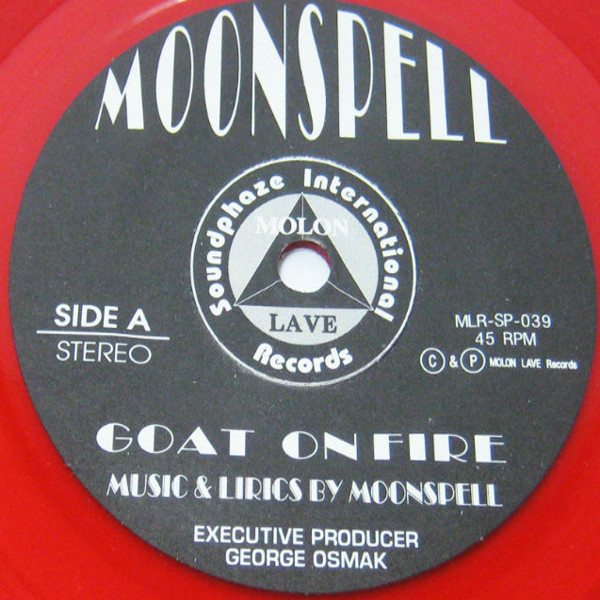 MOONSPELL
Soundphaze International
MOLON
LAVE
Records
SIDE A
STEREO
MLR-SP-039
45 RPM
C & P MOLON LAVE Records
GOAT ON FIRE
MUSIC & LIRICS BY MOONSPELL
EXECUTIVE PRODUCER
GEORGE OSMAK